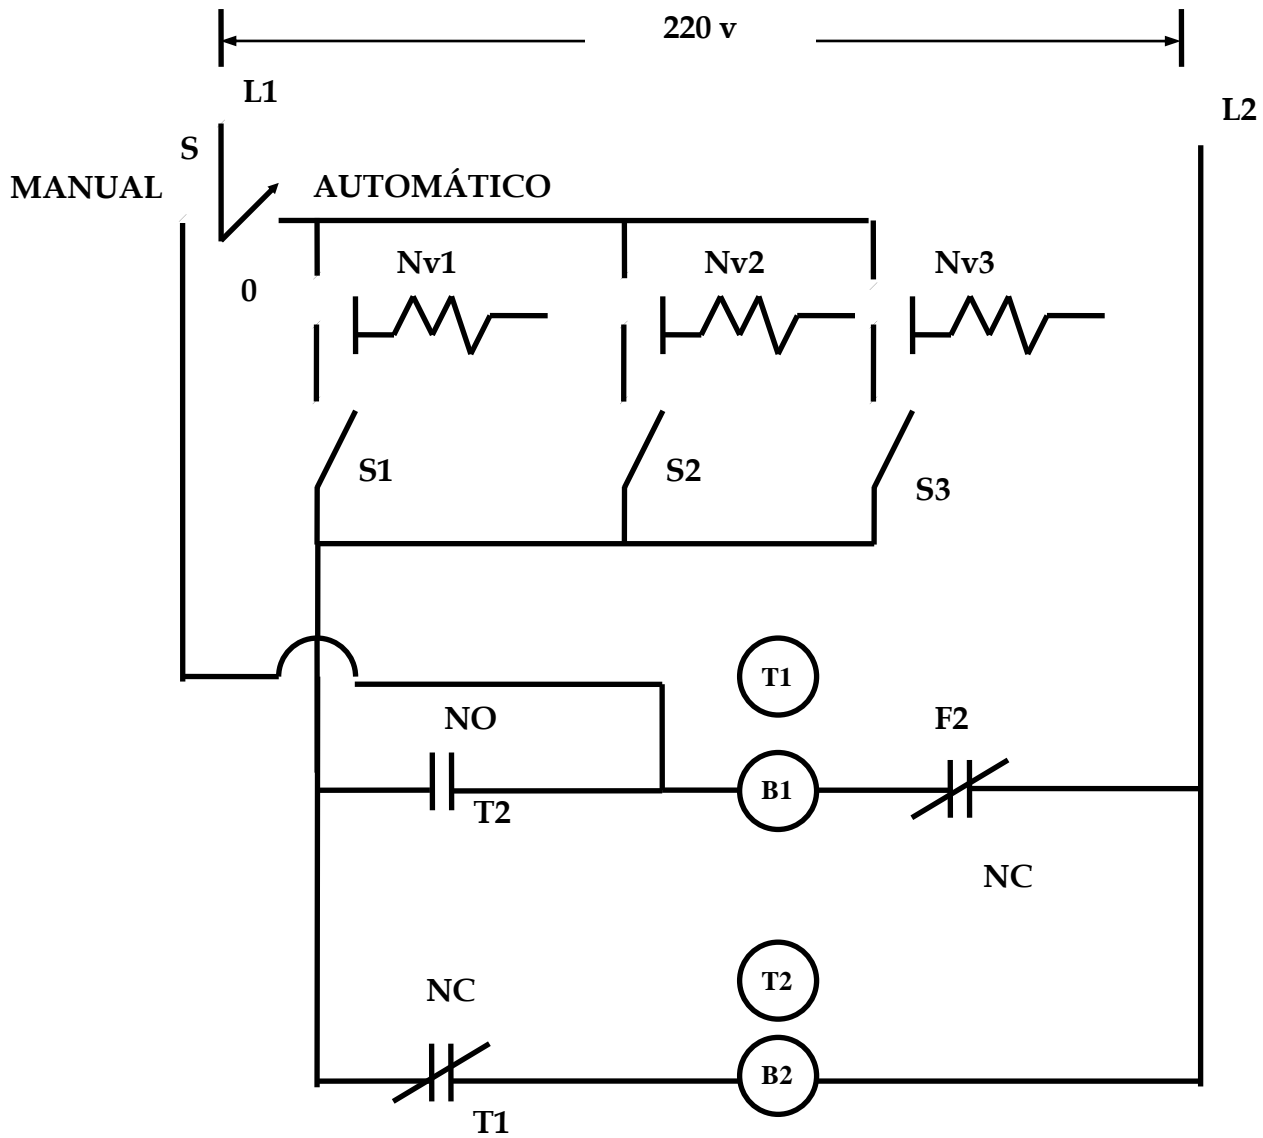 220 v
L1
L2
S
MANUAL
AUTOMÁTICO
Nv1
Nv2
Nv3
0
S1
S2
S3
T1
NO
F2
B1
T2
NC
T2
NC
B2
T1